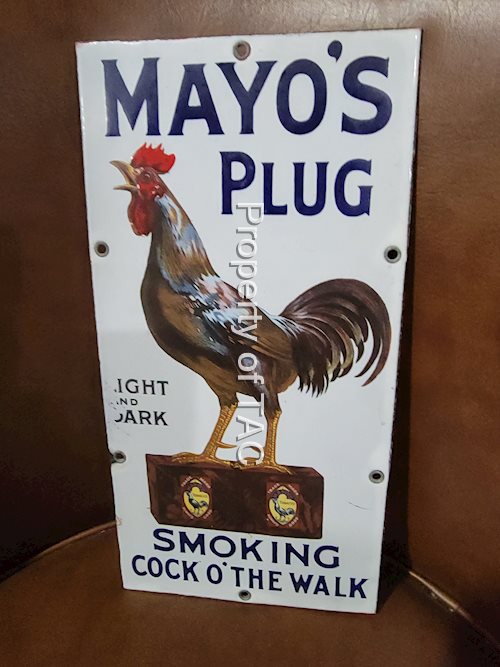 MAYO'S
PLUG
IGHT
AND
DARK
SMOKING
COCK O' THE WALK
Property of TAC